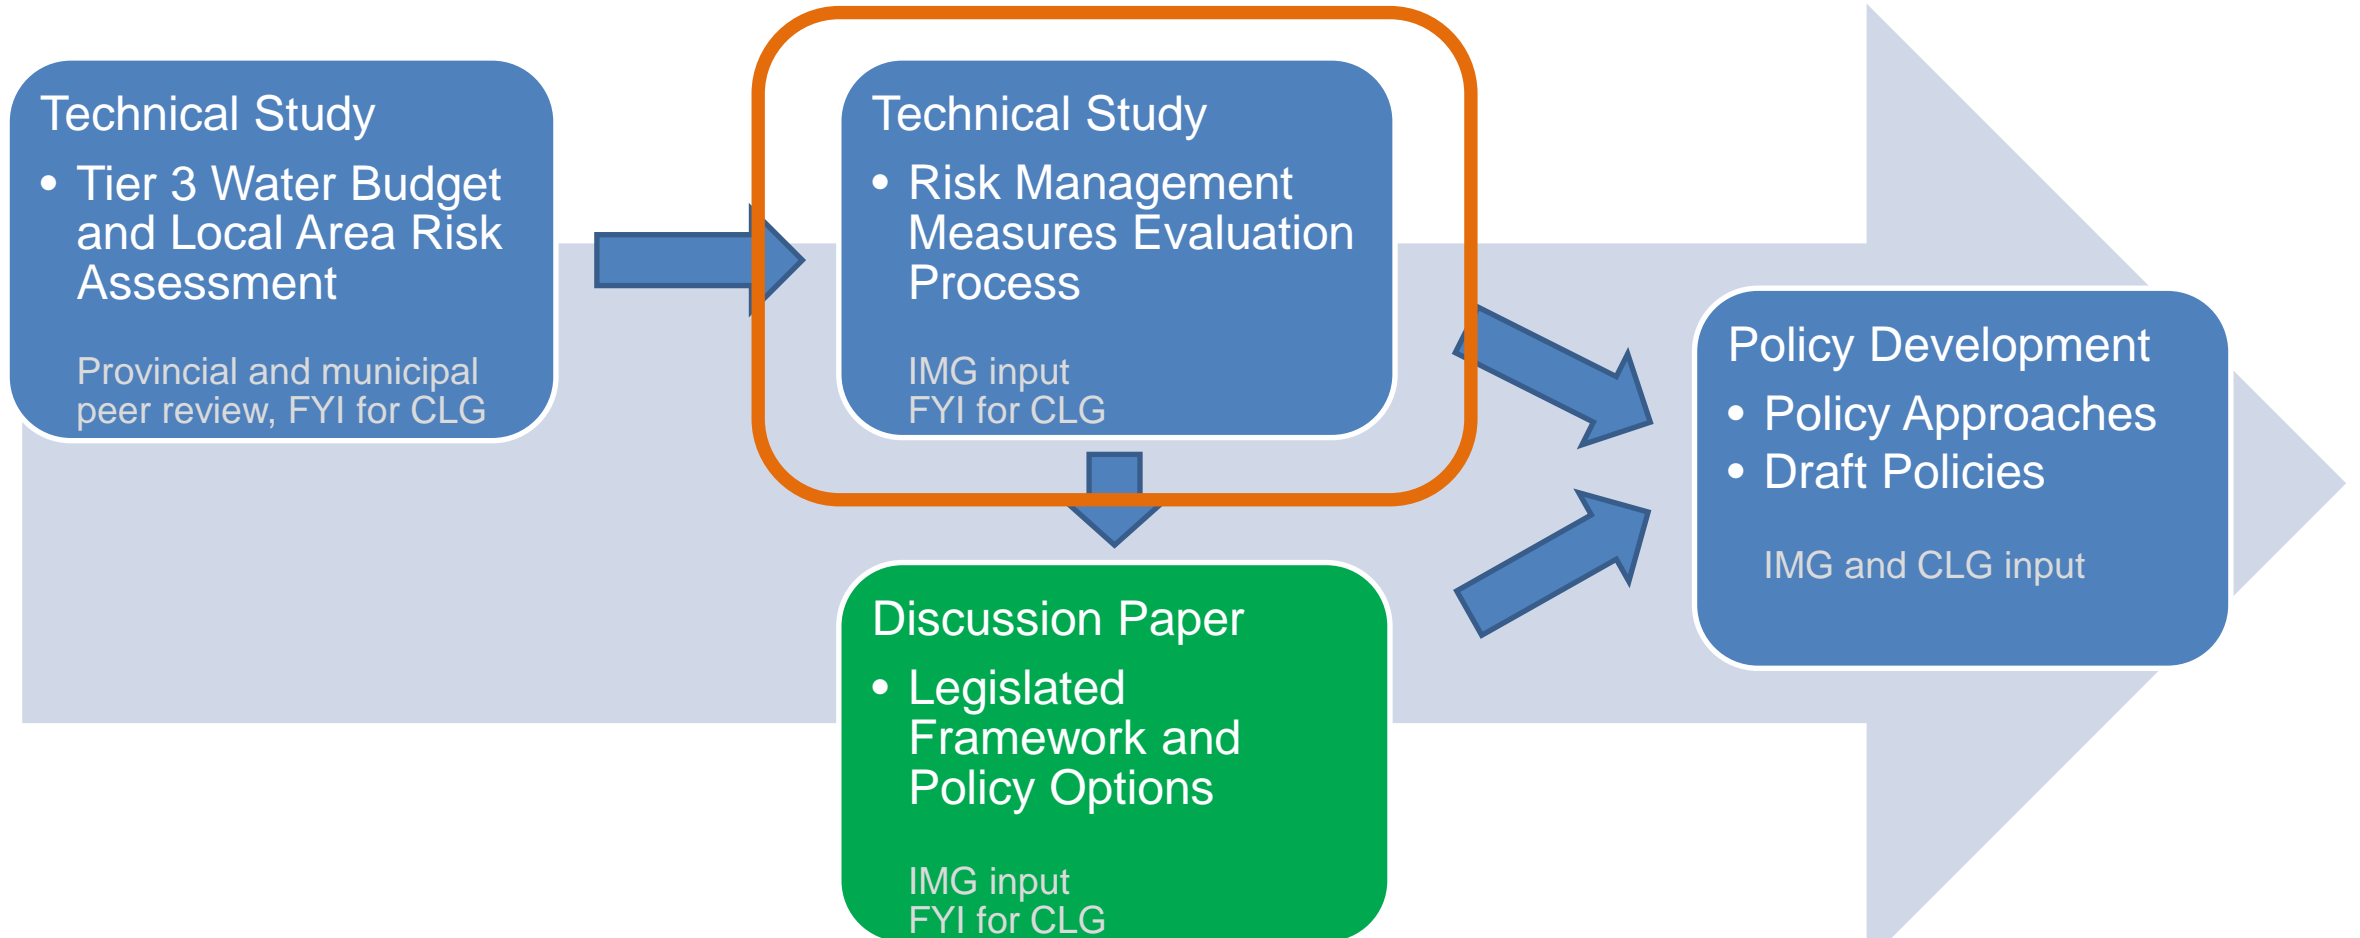 Technical Study
• Tier 3 Water Budget
and Local Area Risk
Assessment
Provincial and municipal
peer review, FYI for CLG
Technical Study
• Risk Management
Measures Evaluation
Process
IMG input
FYI for CLG
Discussion Paper
• Legislated
Framework and
Policy Options
IMG input
FYI for CLG
Policy Development
• Policy Approaches
• Draft Policies
IMG and CLG input